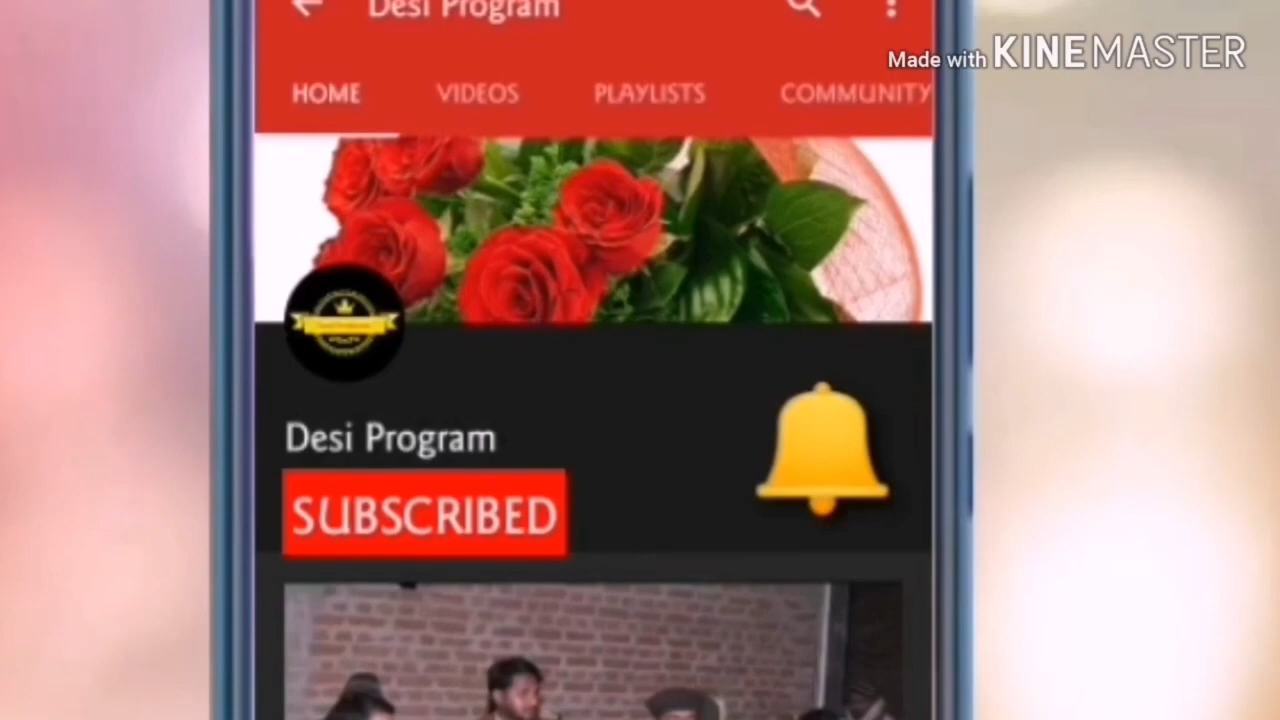 Desi Program
Made with KINEMASTER
HOME VIDEOS PLAYLISTS COMMUNITY
Desi Program
SUBSCRIBED